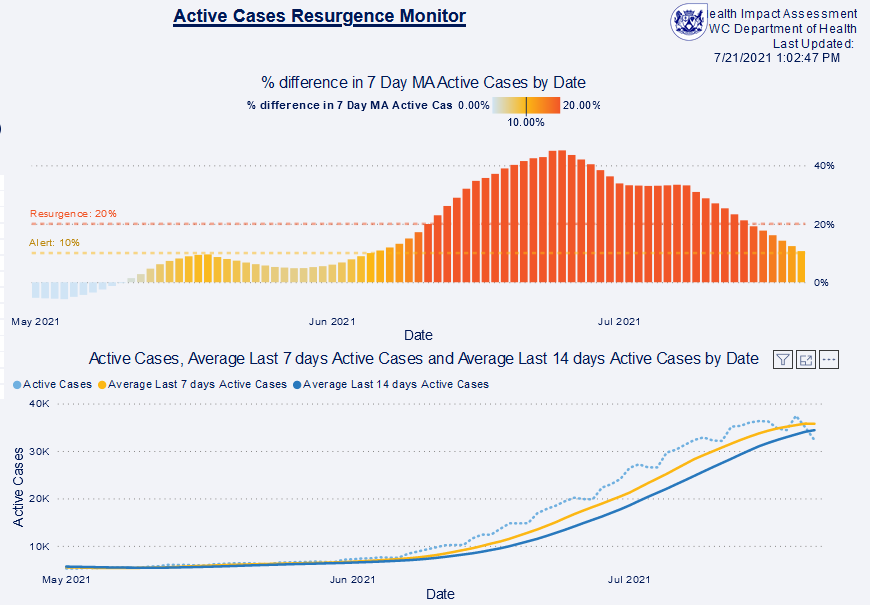 Active Cases Resurgence Monitor
ealth Impact Assessment
WC Department of Health
Last Updated:
7/21/2021 1:02:47 PM
% difference in 7 Day MA Active Cases by Date
% difference in 7 Day MA Active Cas 0.00% 20.00%
10.00%
40%
Resurgence: 20%
20%
Alert: 10%
0%
May 2021 Jun 2021 Jul 2021
Date
Active Cases, Average Last 7 days Active Cases and Average Last 14 days Active Cases by Date
Active Cases Average Last 7 days Active Cases Average Last 14 days Active Cases
40K
30K
20K
10K
Active Cases
May 2021 Jun 2021 Jul 2021
Date